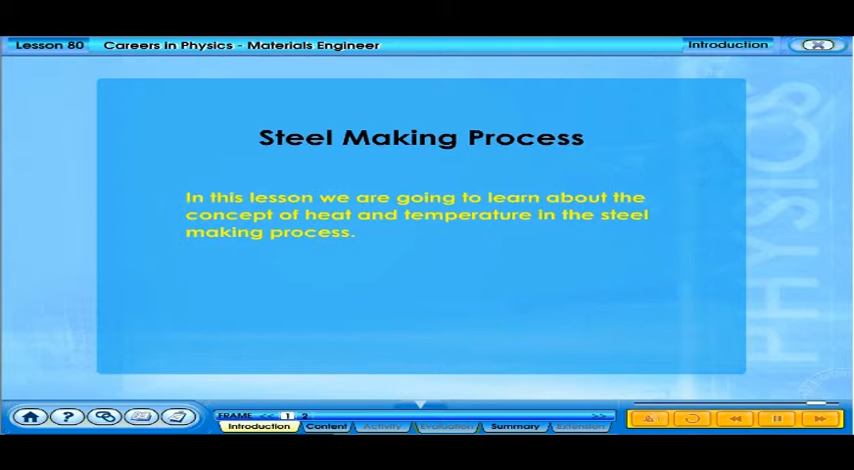 Lesson 80 Careers in Physics - Materials Engineer Introduction
Steel Making Process
In this lesson we are going to learn about the
concept of heat and temperature in the steel
making process.
PHYSICS
FRAME << 1 2 >>
Introduction Content Activity Evaluation Summary Extension